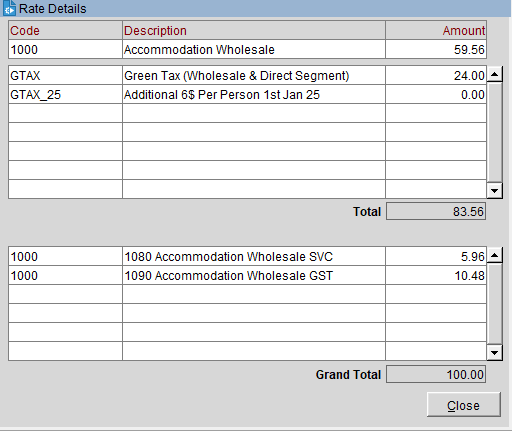 Rate Details
Code Description Amount
1000 Accommodation Wholesale 59.56
GTAX Green Tax (Wholesale & Direct Segment) 24.00
GTAX_25 Additional 6$ Per Person 1st Jan 25 0.00
Total 83.56
1000 1080 Accommodation Wholesale SVC 5.96
1000 1090 Accommodation Wholesale GST 10.48
Grand Total 100.00
Close